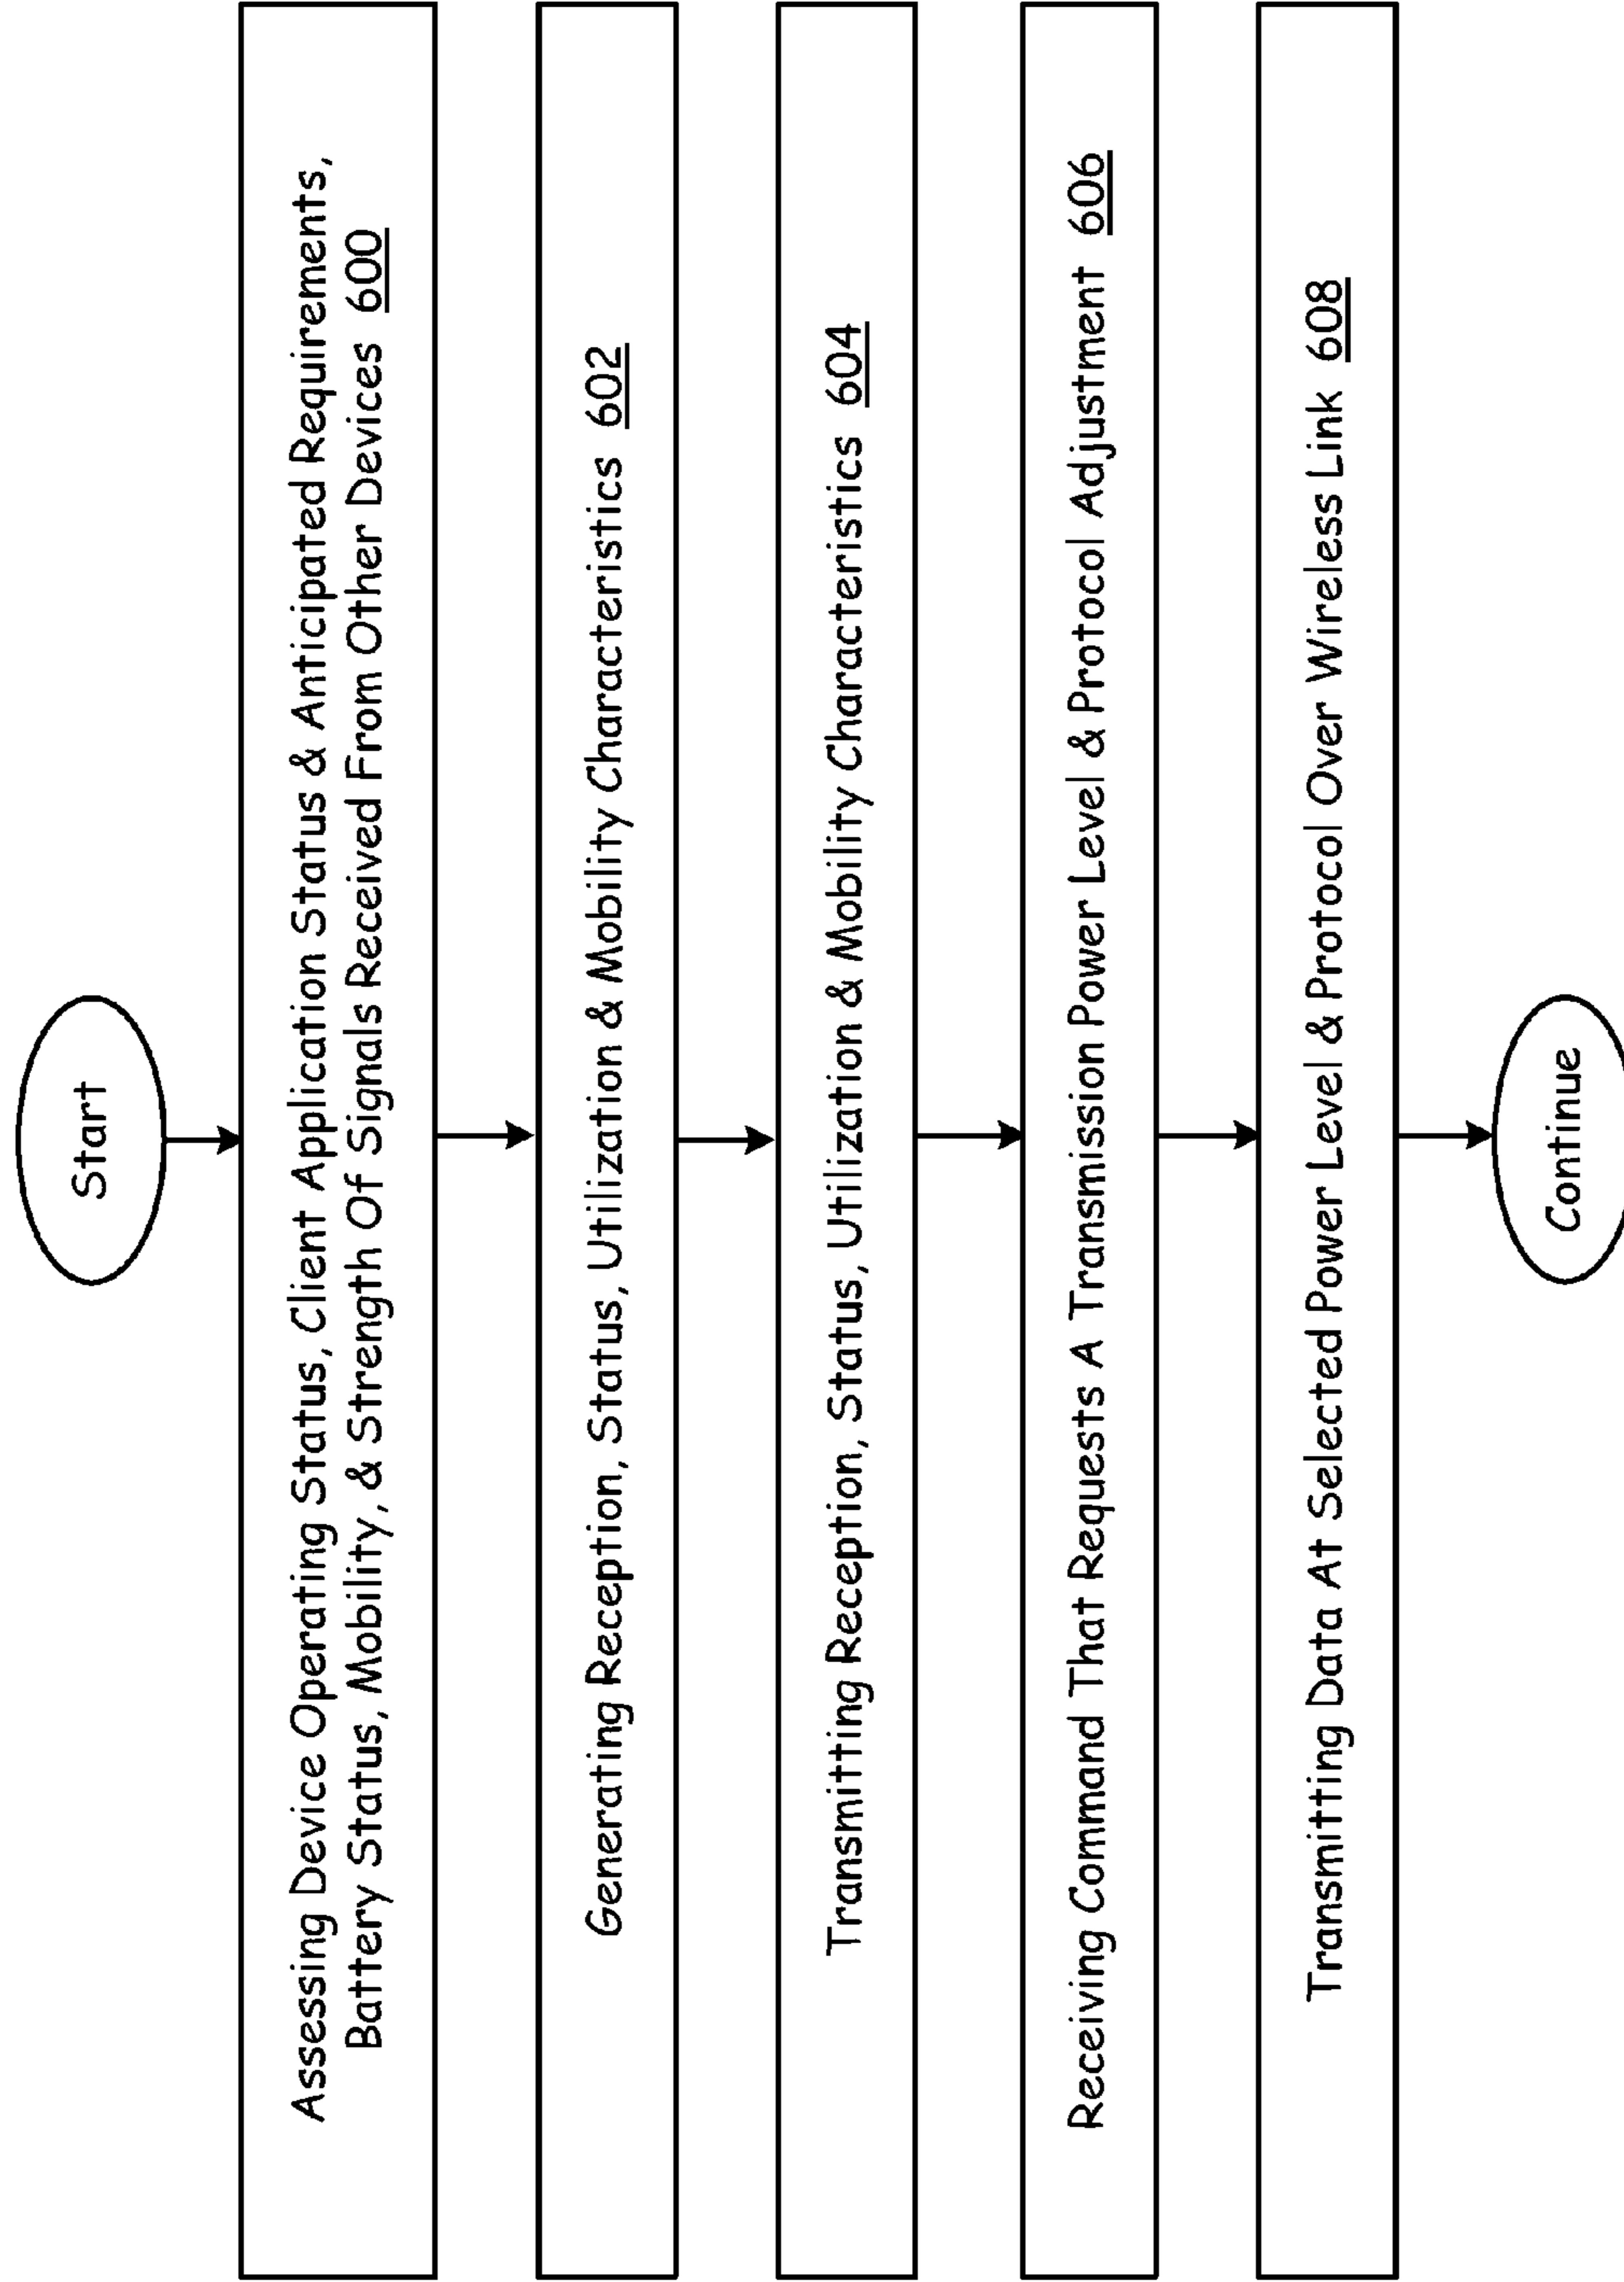 Start
Assessing Device Operating Status, Client Application Status & Anticipated Requirements,
Battery Status, Mobility, & Strength Of Signals Received From Other Devices 600
Generating Reception, Status, Utilization & Mobility Characteristics 602
Transmitting Reception, Status, Utilization & Mobility Characteristics 604
Receiving Command That Requests A Transmission Power Level & Protocol Adjustment 606
Transmitting Data At Selected Power Level & Protocol Over Wireless Link 608
Continue